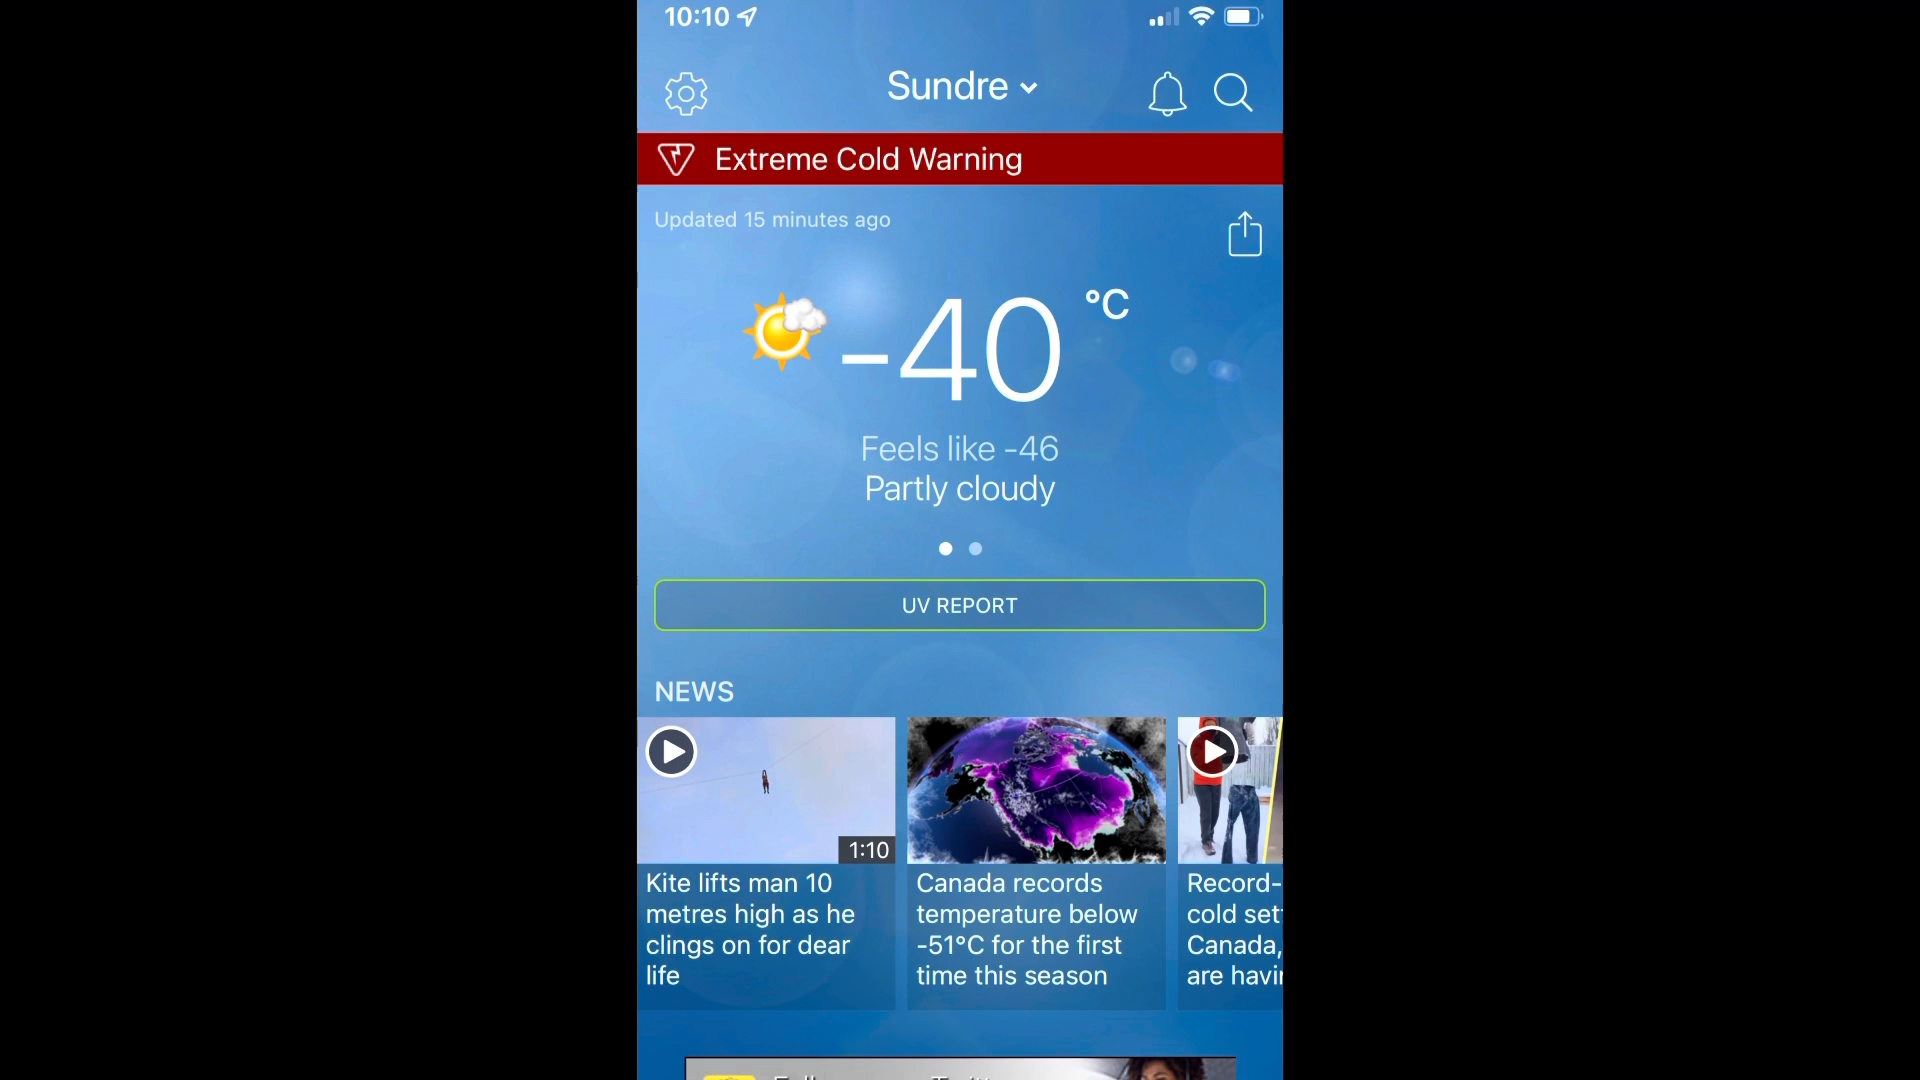 10:10
Sundre
Extreme Cold Warning
Updated 15 minutes ago
-40 °C
Feels like -46
Partly cloudy
UV REPORT
NEWS
1:10
Kite lifts man 10
metres high as he
clings on for dear
life
Canada records
temperature below
-51°C for the first
time this season
Record-
cold set
Canada,
are havi